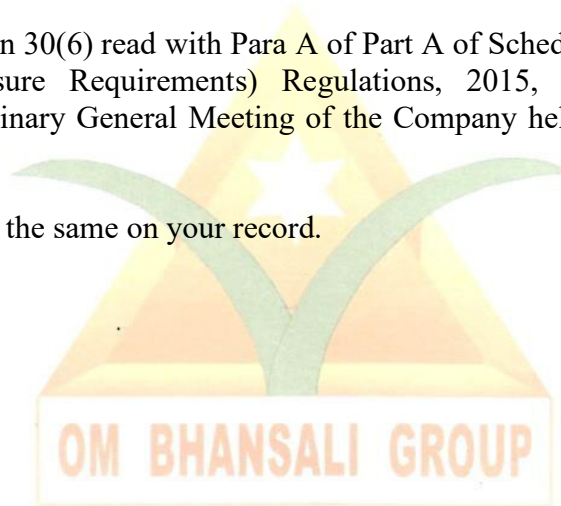 n 30(6) read with Para A of Part A of Sched
sure Requirements) Regulations, 2015,
inary General Meeting of the Company hel
the same on your record.
OM BHANSALI GROUP